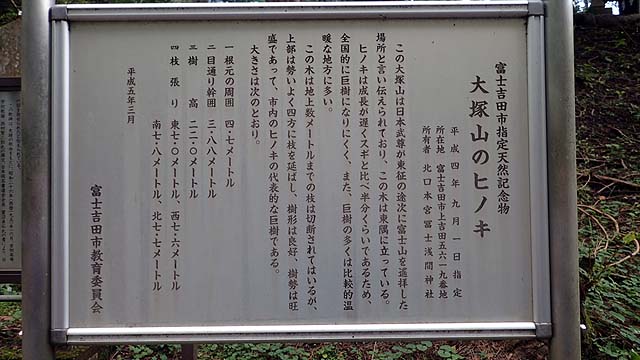 富士吉田市指定天然記念物
大塚山のヒノキ
平成四年九月一日指定
所在地 富士吉田市上吉田五六一九番地
所有者 北口本宮冨士浅間神社
この大塚山は日本武尊が東征の途次に富士山を遥拝した
場所と言い伝えられており、この木は東隅に立っている。
ヒノキは成長が遅くスギと比べ半分くらいであるため、
全国的に巨樹になりにくく、また、巨樹の多くは比較的温
暖な地方に多い。
この木は地上数メートルまでの枝は切断されてはいるが、
上部は勢いよく四方に枝を延ばし、樹形は良好、樹勢は旺
盛であって、市内のヒノキの代表的な巨樹である。
大きさは次のとおり。
一 根元の周囲 四・七メートル
二 目通り幹囲 三・八八メートル
三 樹高 二二・〇メートル
四 枝張り 東七・〇メートル、西七・六メートル
南七・八メートル、北七・七メートル
平成五年三月
富士吉田市教育委員会